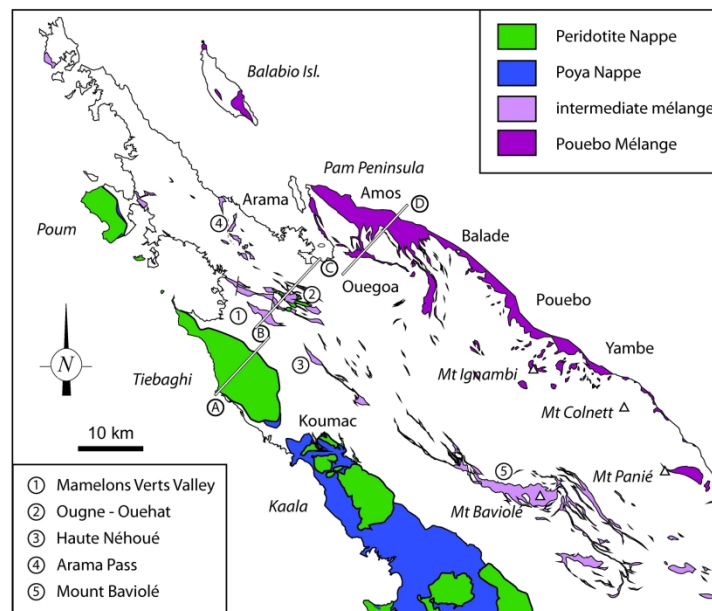 Peridotite Nappe
Poya Nappe
intermediate mélange
Pouebo Mélange
Balabio Isl.
Pam Peninsula
Arama
Amos
D
4
Balade
Poum
C
Ouegoa
2
1
B
Pouebo
N
Tiebaghi
3
Yambe
Mt Ignambi
A
Mt Colnett
10 km
Koumac
5
Mt Panié
Mt Baviolé
Kaala
1 Mamelons Verts Valley
2 Ougne - Ouehat
3 Haute Néhoué
4 Arama Pass
5 Mount Baviolé